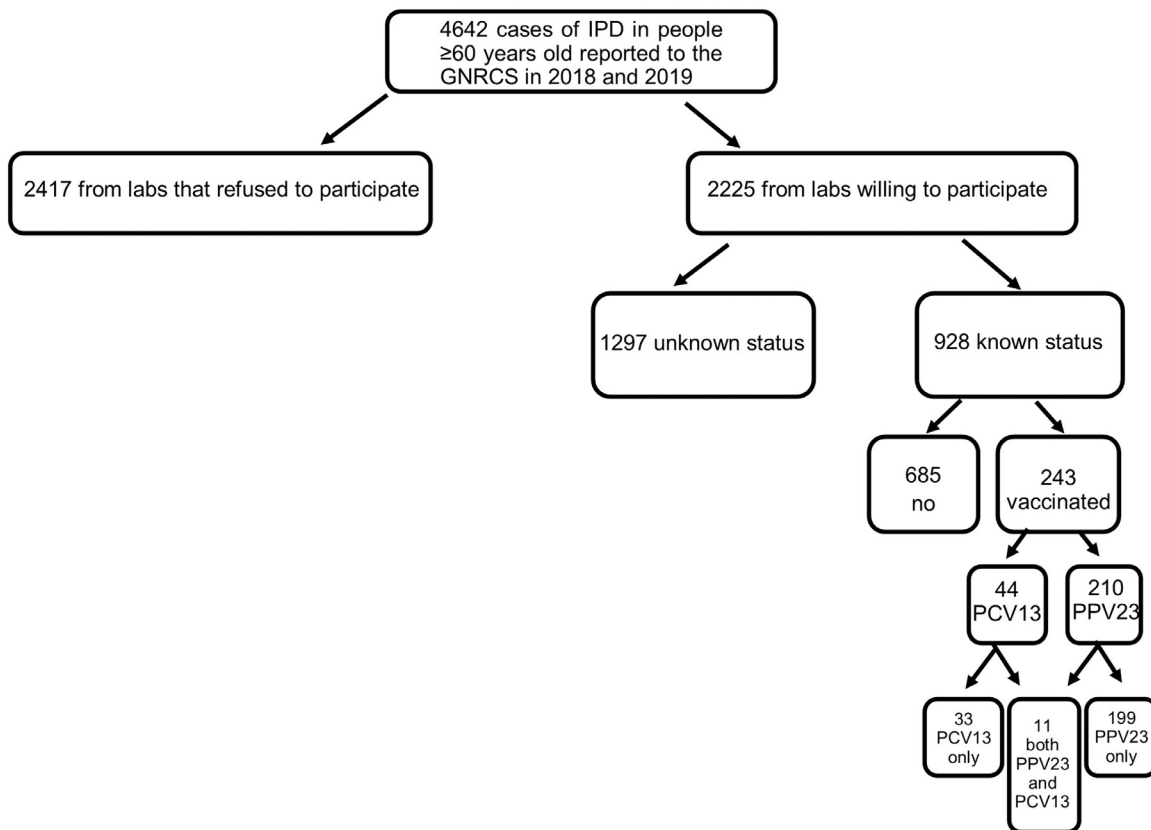 4642 cases of IPD in people
≥60 years old reported to the
GNRCS in 2018 and 2019
2417 from labs that refused to participate
2225 from labs willing to participate
1297 unknown status
928 known status
685
no
243
vaccinated
44
PCV13
210
PPV23
33
PCV13
only
11
both
PPV23
and
PCV13
199
PPV23
only